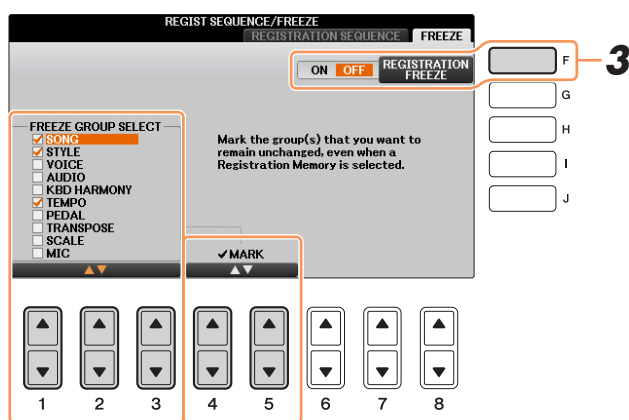 REGIST SEQUENCE/FREEZE
REGISTRATION SEQUENCE FREEZE
ON OFF REGISTRATION FREEZE
F
3
G
H
I
J
FREEZE GROUP SELECT
SONG
STYLE
VOICE
AUDIO
KBD HARMONY
TEMPO
PEDAL
TRANSPOSE
SCALE
MIC
Mark the group(s) that you want to
remain unchanged, even when a
Registration Memory is selected.
✓MARK
▲▼ ▲▼
1 2 3 4 5 6 7 8